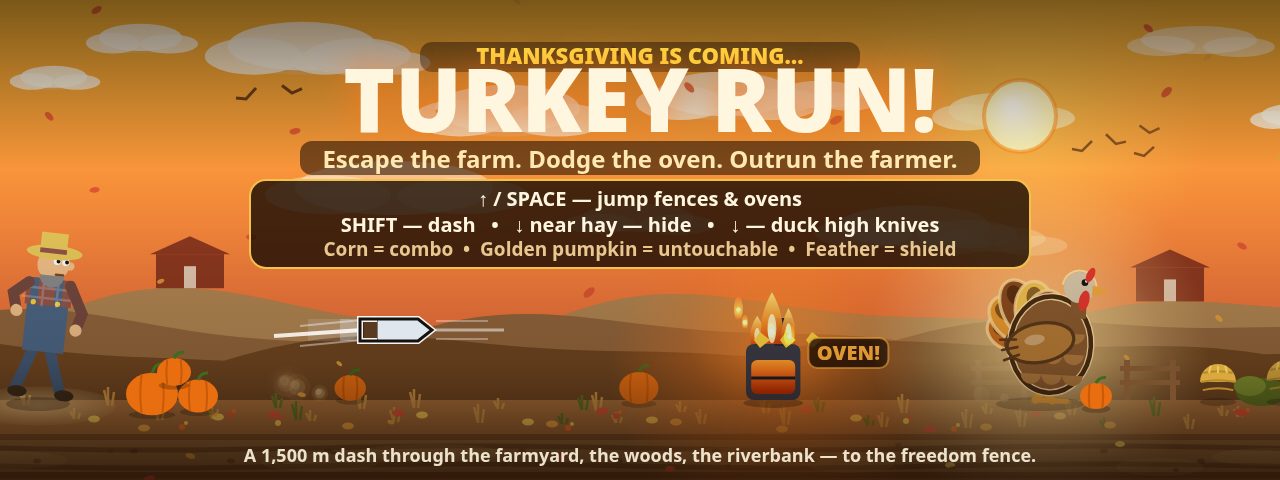 THANKSGIVING IS COMING...
TURKEY RUN!
Escape the farm. Dodge the oven. Outrun the farmer.
↑ / SPACE — jump fences & ovens
SHIFT — dash • ↓ near hay — hide • ↓ — duck high knives
Corn = combo • Golden pumpkin = untouchable • Feather = shield
OVEN!
A 1,500 m dash through the farmyard, the woods, the riverbank — to the freedom fence.